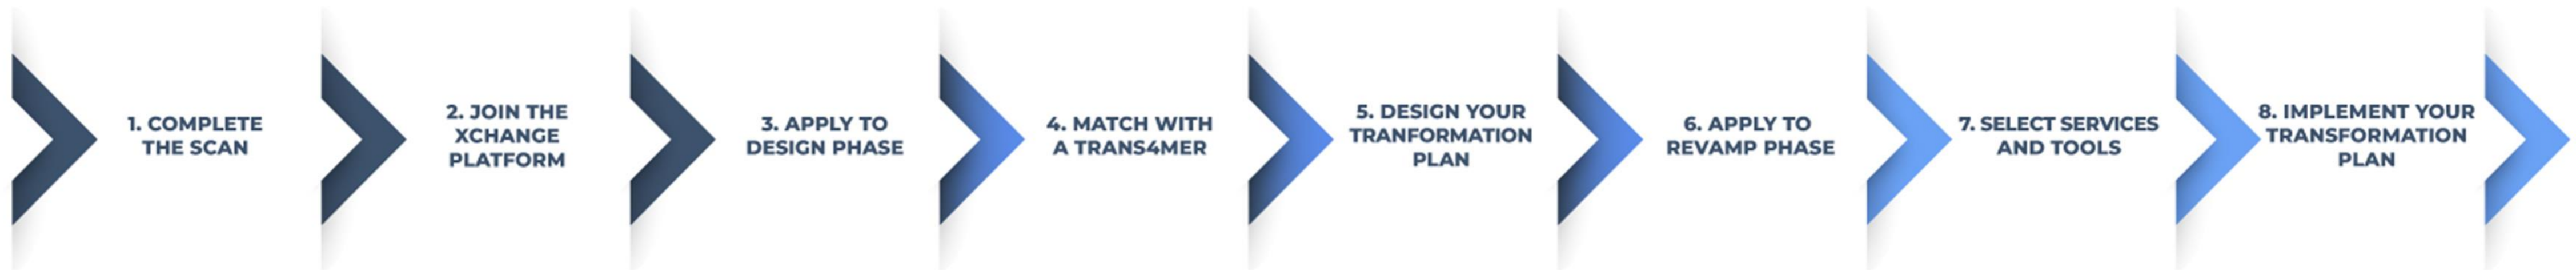 1. COMPLETE
THE SCAN
2. JOIN THE
XCHANGE
PLATFORM
3. APPLY TO
DESIGN PHASE
4. MATCH WITH
A TRANS4MER
5. DESIGN YOUR
TRANFORMATION
PLAN
6. APPLY TO
REVAMP PHASE
7. SELECT SERVICES
AND TOOLS
8. IMPLEMENT YOUR
TRANSFORMATION
PLAN